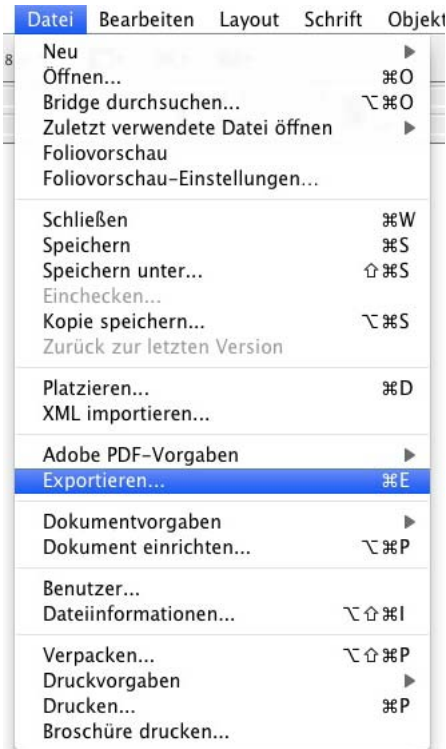 Datei Bearbeiten Layout Schrift Objekt
8
Neu ▶
Öffnen... ⌘O
Bridge durchsuchen... ⌥⌘O
Zuletzt verwendete Datei öffnen ▶
Foliovorschau
Foliovorschau-Einstellungen...
Schließen ⌘W
Speichern ⌘S
Speichern unter... ⇧⌘S
Einchecken...
Kopie speichern... ⌥⌘S
Zurück zur letzten Version
Platzieren... ⌘D
XML importieren...
Adobe PDF-Vorgaben ▶
Exportieren... ⌘E
Dokumentvorgaben ▶
Dokument einrichten... ⌥⌘P
Benutzer...
Dateiinformationen... ⌥⇧⌘I
Verpacken... ⌥⇧⌘P
Druckvorgaben ▶
Drucken... ⌘P
Broschüre drucken...